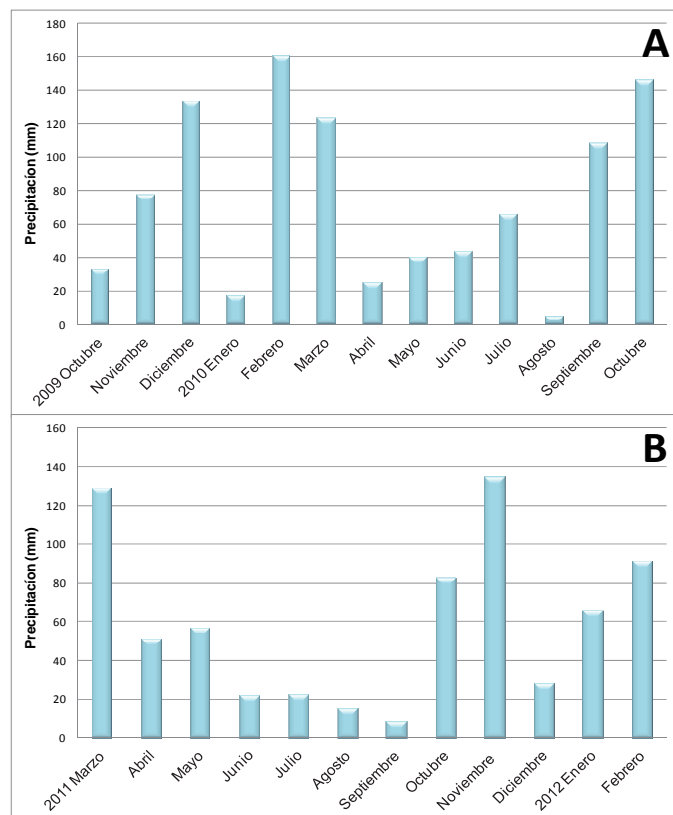 A
Precipitacíon (mm)
180
160
140
120
100
80
60
40
20
0
2009 Octubre
Noviembre
Diciembre
2010 Enero
Febrero
Marzo
Abril
Mayo
Junio
Julio
Agosto
Septiembre
Octubre
B
Precipitacíon (mm)
160
140
120
100
80
60
40
20
0
2011 Marzo
Abril
Mayo
Junio
Julio
Agosto
Septiembre
Octubre
Noviembre
Diciembre
2012 Enero
Febrero